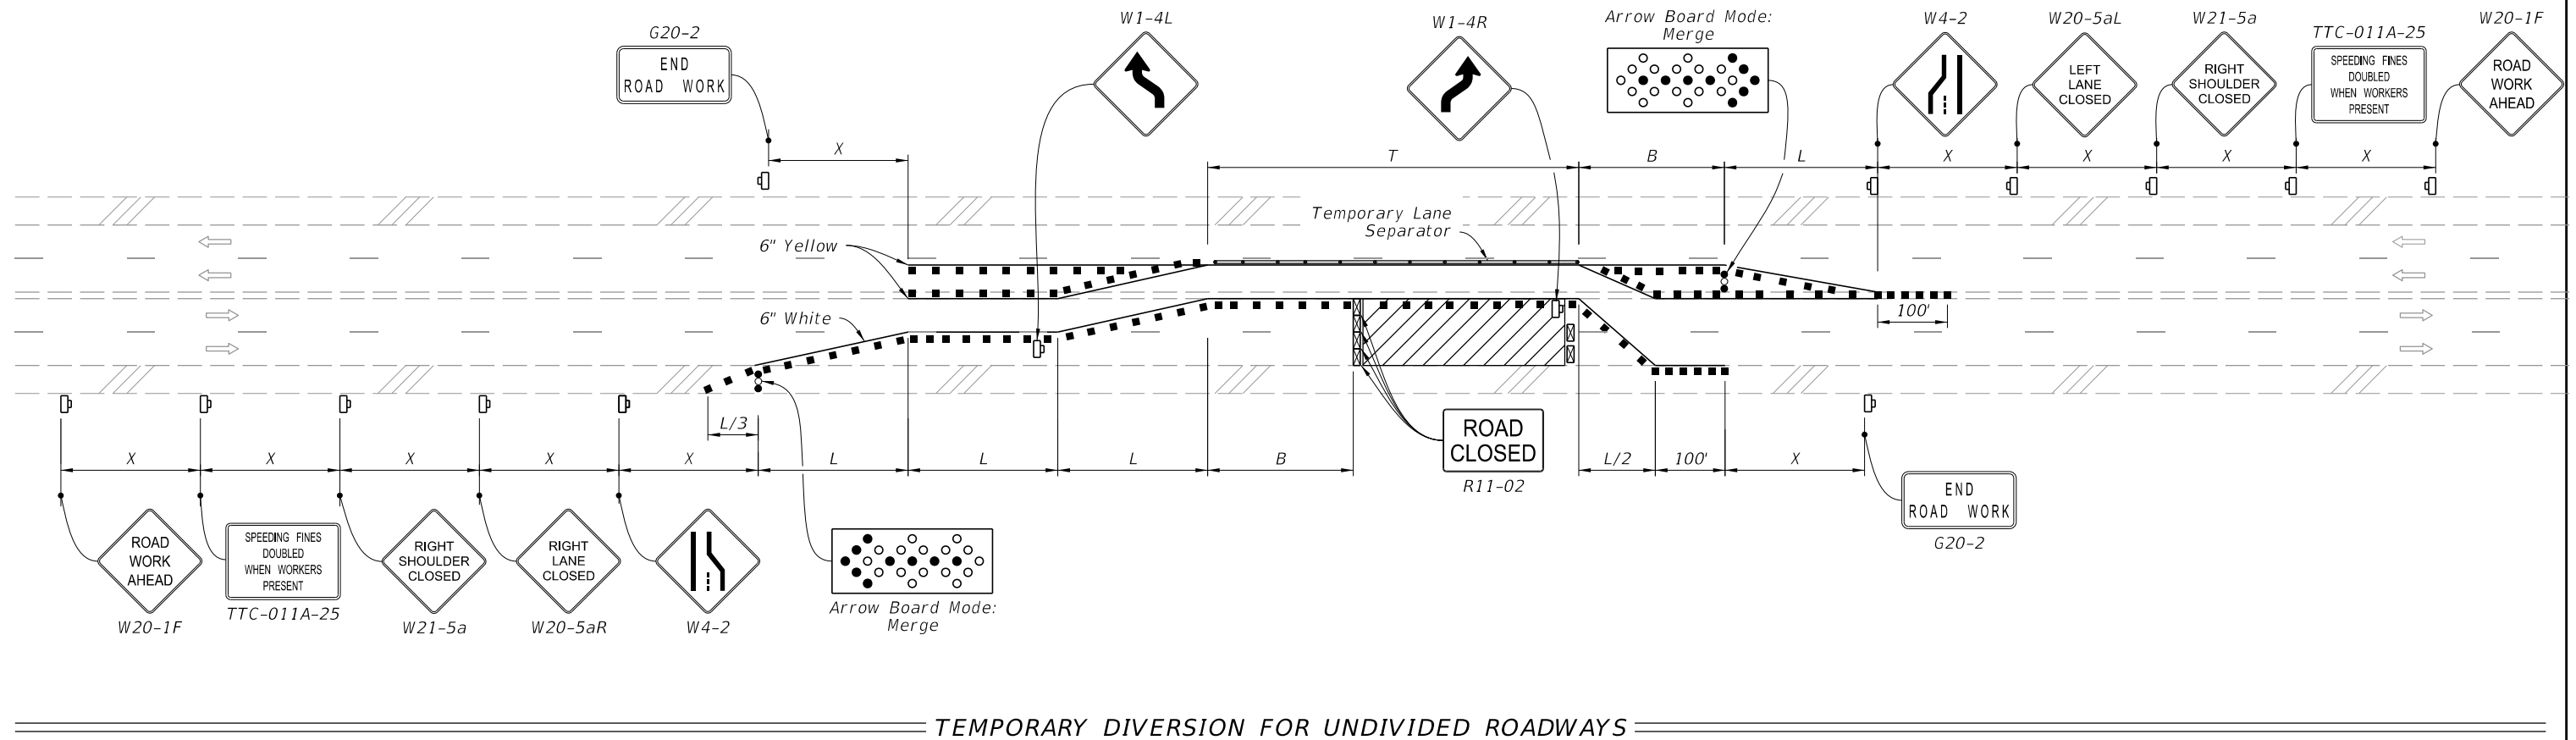 W1-4L
W1-4R
Arrow Board Mode:
Merge
W4-2
W20-5aL
W21-5a
TTC-011A-25
W20-1F
G20-2
END
ROAD WORK
LEFT
LANE
CLOSED
RIGHT
SHOULDER
CLOSED
SPEEDING FINES
DOUBLED
WHEN WORKERS
PRESENT
ROAD
WORK
AHEAD
X
T
B
L
X
X
X
X
Temporary Lane
Separator
6" Yellow
6" White
100'
L/3
X
X
X
X
X
L
L
L
B
L/2
100'
X
ROAD
CLOSED
R11-02
END
ROAD WORK
G20-2
ROAD
WORK
AHEAD
W20-1F
SPEEDING FINES
DOUBLED
WHEN WORKERS
PRESENT
TTC-011A-25
RIGHT
SHOULDER
CLOSED
W21-5a
RIGHT
LANE
CLOSED
W20-5aR
W4-2
Arrow Board Mode:
Merge
TEMPORARY DIVERSION FOR UNDIVIDED ROADWAYS